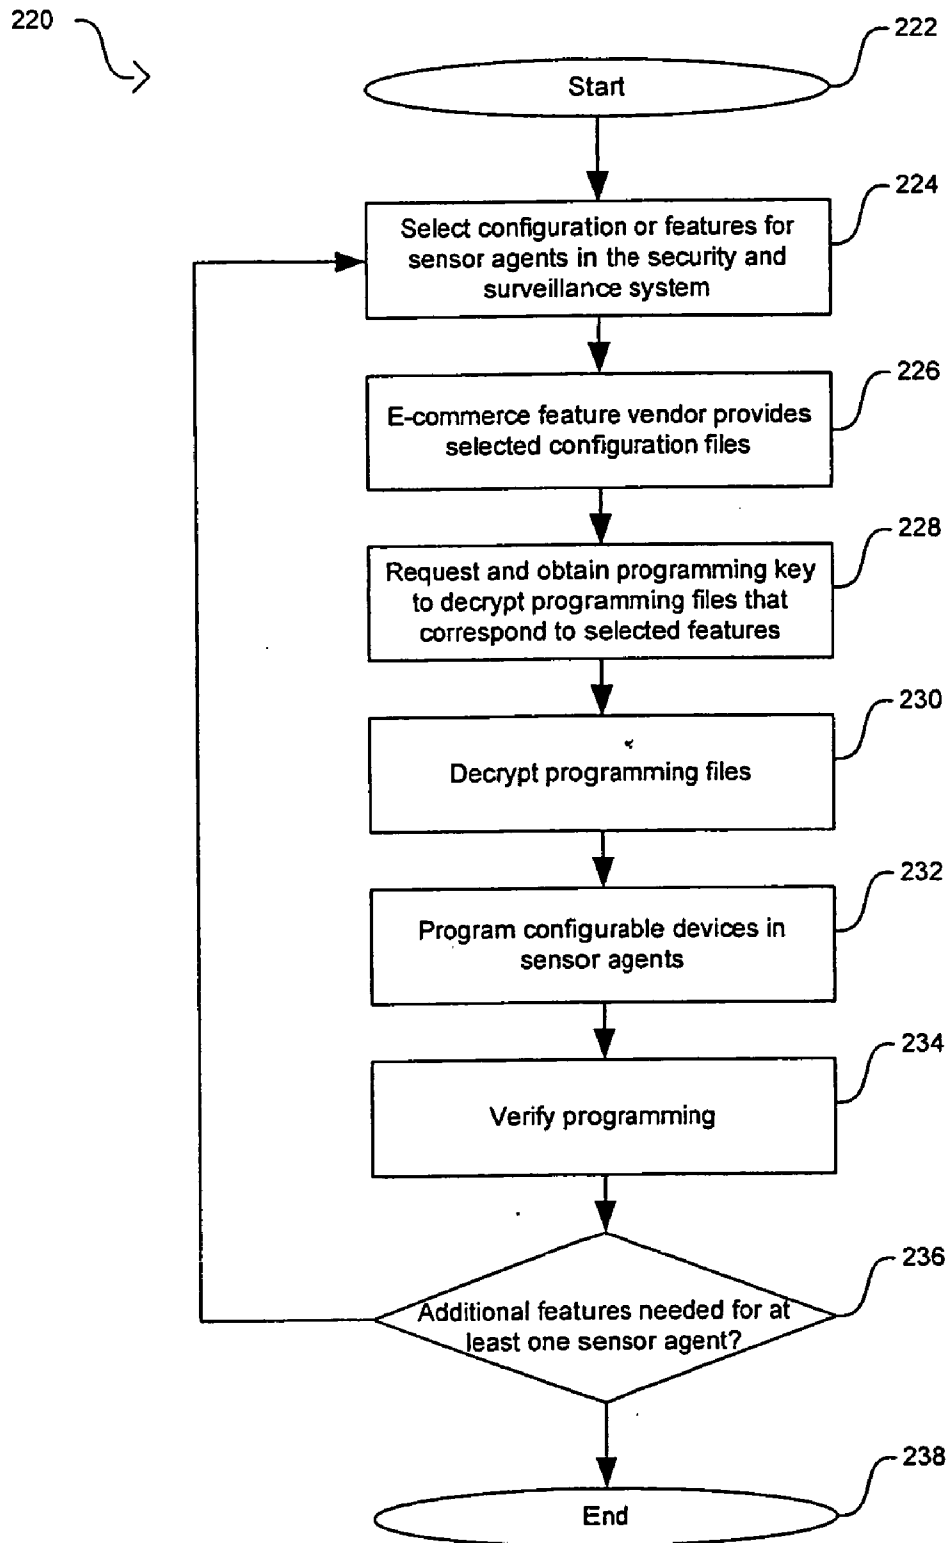 220
222
Start
224
Select configuration or features for
sensor agents in the security and
surveillance system
226
E-commerce feature vendor provides
selected configuration files
228
Request and obtain programming key
to decrypt programming files that
correspond to selected features
230
Decrypt programming files
232
Program configurable devices in
sensor agents
234
Verify programming
236
Additional features needed for at
least one sensor agent?
238
End